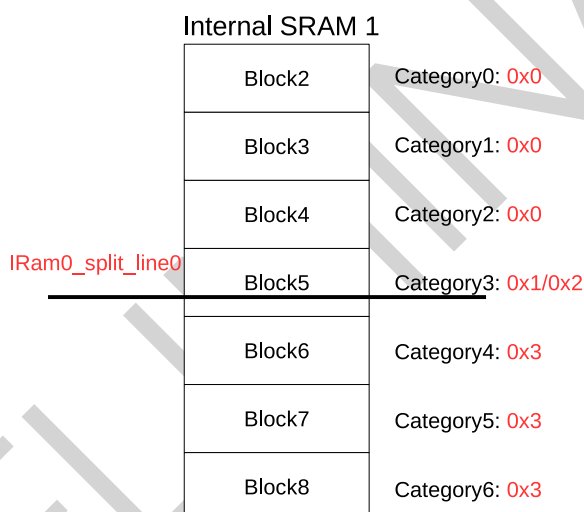 Internal SRAM 1
Block2 Category0: 0x0
Block3 Category1: 0x0
Block4 Category2: 0x0
IRam0_split_line0
Block5 Category3: 0x1/0x2
Block6 Category4: 0x3
Block7 Category5: 0x3
Block8 Category6: 0x3